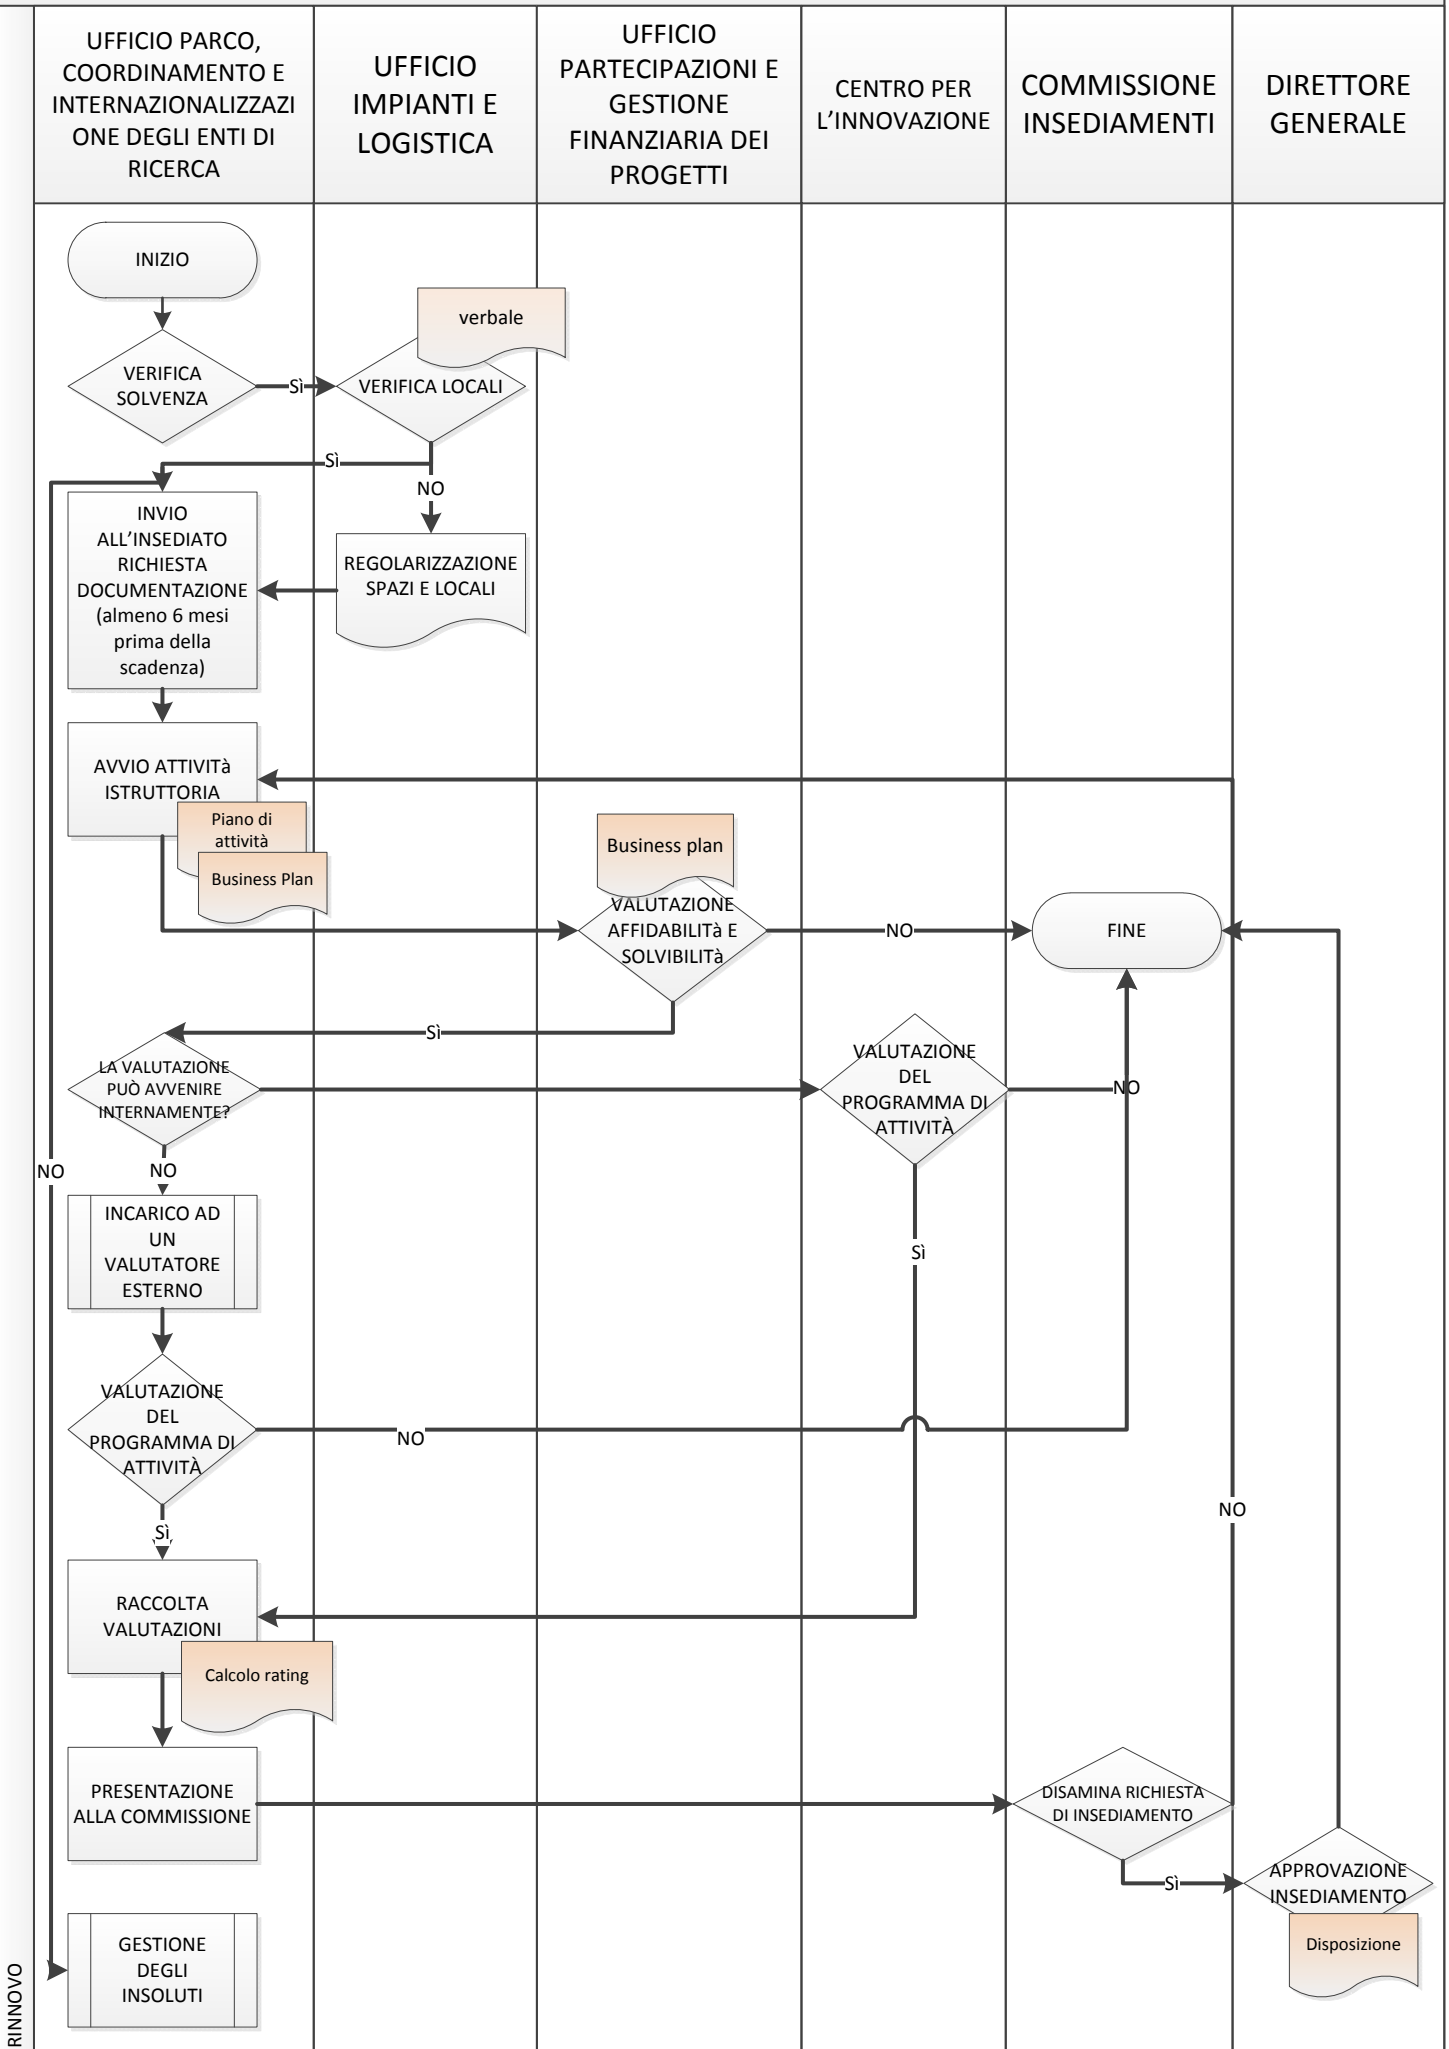 UFFICIO PARCO,
COORDINAMENTO E
INTERNAZIONALIZZAZI
ONE DEGLI ENTI DI
RICERCA
UFFICIO
IMPIANTI E
LOGISTICA
UFFICIO
PARTECIPAZIONI E
GESTIONE
FINANZIARIA DEI
PROGETTI
CENTRO PER
L'INNOVAZIONE
COMMISSIONE
INSEDIAMENTI
DIRETTORE
GENERALE
INIZIO
verbale
VERIFICA
SOLVENZA
Sì
VERIFICA LOCALI
Sì
NO
INVIO
ALL'INSEDIATO
RICHIESTA
DOCUMENTAZIONE
(almeno 6 mesi
prima della
scadenza)
REGOLARIZZAZIONE
SPAZI E LOCALI
AVVIO ATTIVITà
ISTRUTTORIA
Piano di
attività
Business Plan
Business plan
VALUTAZIONE
AFFIDABILITà E
SOLVIBILITà
NO
FINE
Sì
LA VALUTAZIONE
PUÒ AVVENIRE
INTERNAMENTE?
VALUTAZIONE
DEL
PROGRAMMA DI
ATTIVITÀ
NO
NO
NO
INCARICO AD
UN
VALUTATORE
ESTERNO
Sì
VALUTAZIONE
DEL
PROGRAMMA DI
ATTIVITÀ
NO
NO
Sì
RACCOLTA
VALUTAZIONI
Calcolo rating
PRESENTAZIONE
ALLA COMMISSIONE
DISAMINA RICHIESTA
DI INSEDIAMENTO
Sì
APPROVAZIONE
INSEDIAMENTO
Disposizione
GESTIONE
DEGLI
INSOLUTI
RINNOVO